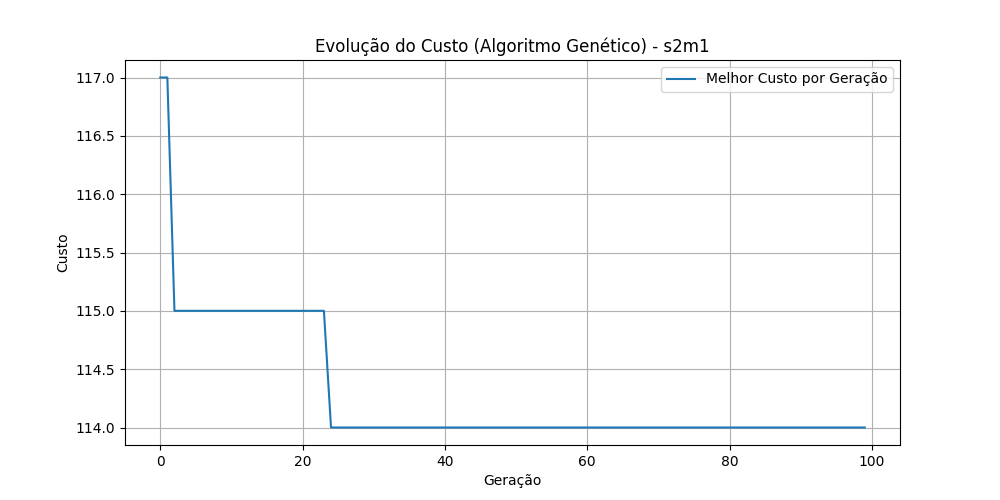 Evolução do Custo (Algoritmo Genético) - s2m1
Melhor Custo por Geração
117.0
116.5
116.0
115.5
115.0
114.5
114.0
Custo
0 20 40 60 80 100
Geração